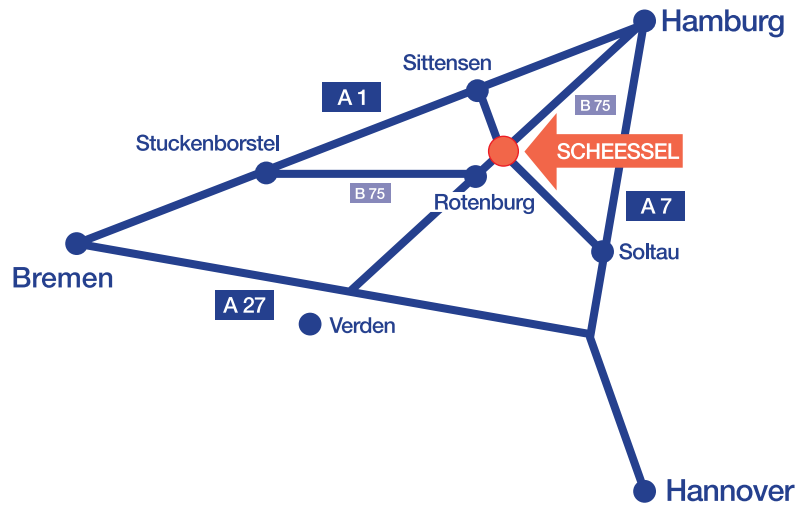 Hamburg
Sittensen
A 1
B 75
Stuckenborstel
SCHEESSEL
B 75
Rotenburg
A 7
Soltau
Bremen
A 27
Verden
Hannover